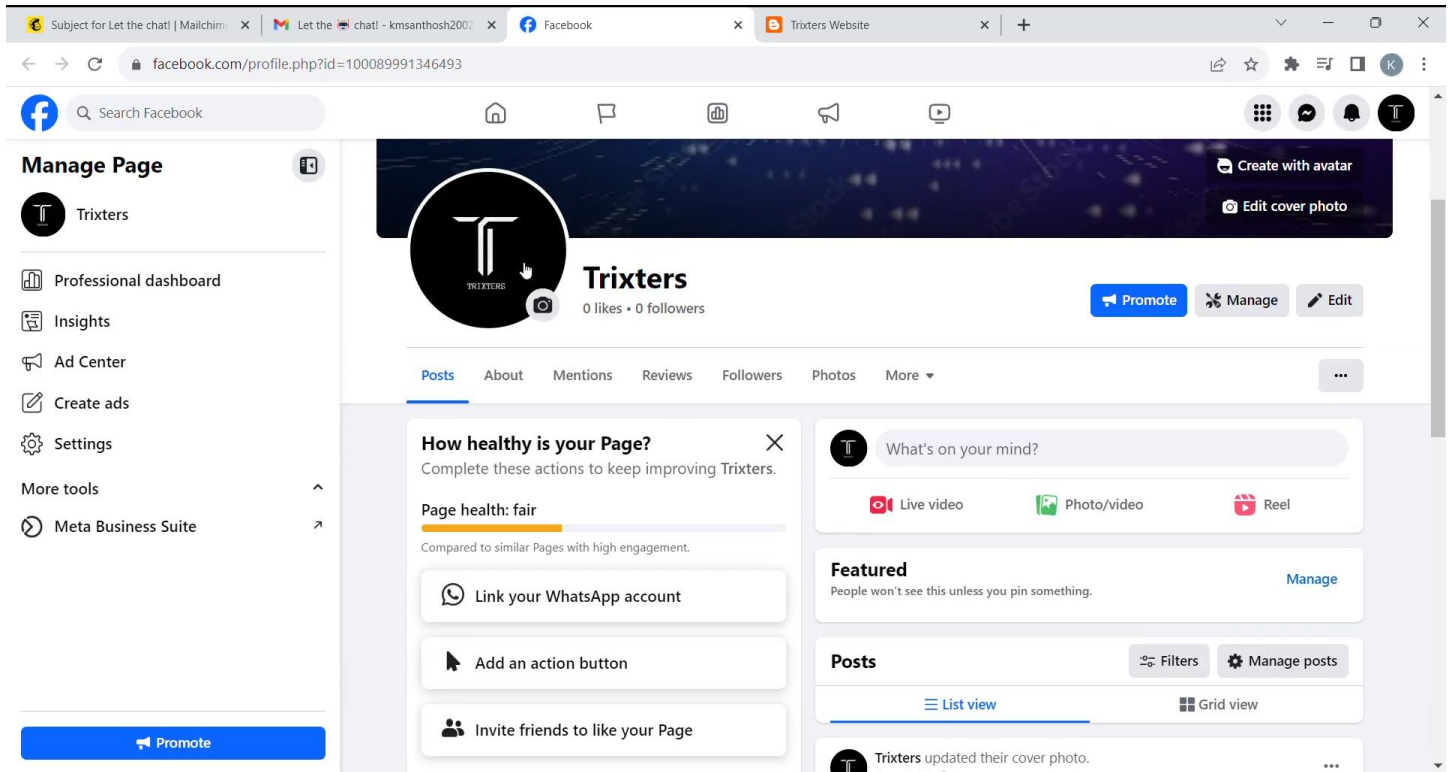 Subject for Let the chat! | Mailchim
Let the 👅 chat! - kmsanthosh2002
Facebook
Trixters Website
facebook.com/profile.php?id=100089991346493
K
Search Facebook
Manage Page
Trixters
Professional dashboard
Insights
Ad Center
Create ads
Settings
More tools
Meta Business Suite
Promote
Create with avatar
Edit cover photo
TRIXTERS
Trixters
0 likes • 0 followers
Promote
Manage
Edit
Posts
About
Mentions
Reviews
Followers
Photos
More
How healthy is your Page?
Complete these actions to keep improving Trixters.
Page health: fair
Compared to similar Pages with high engagement.
Link your WhatsApp account
Add an action button
Invite friends to like your Page
What's on your mind?
Live video
Photo/video
Reel
Featured
Manage
People won't see this unless you pin something.
Posts
Filters
Manage posts
List view
Grid view
Trixters updated their cover photo.